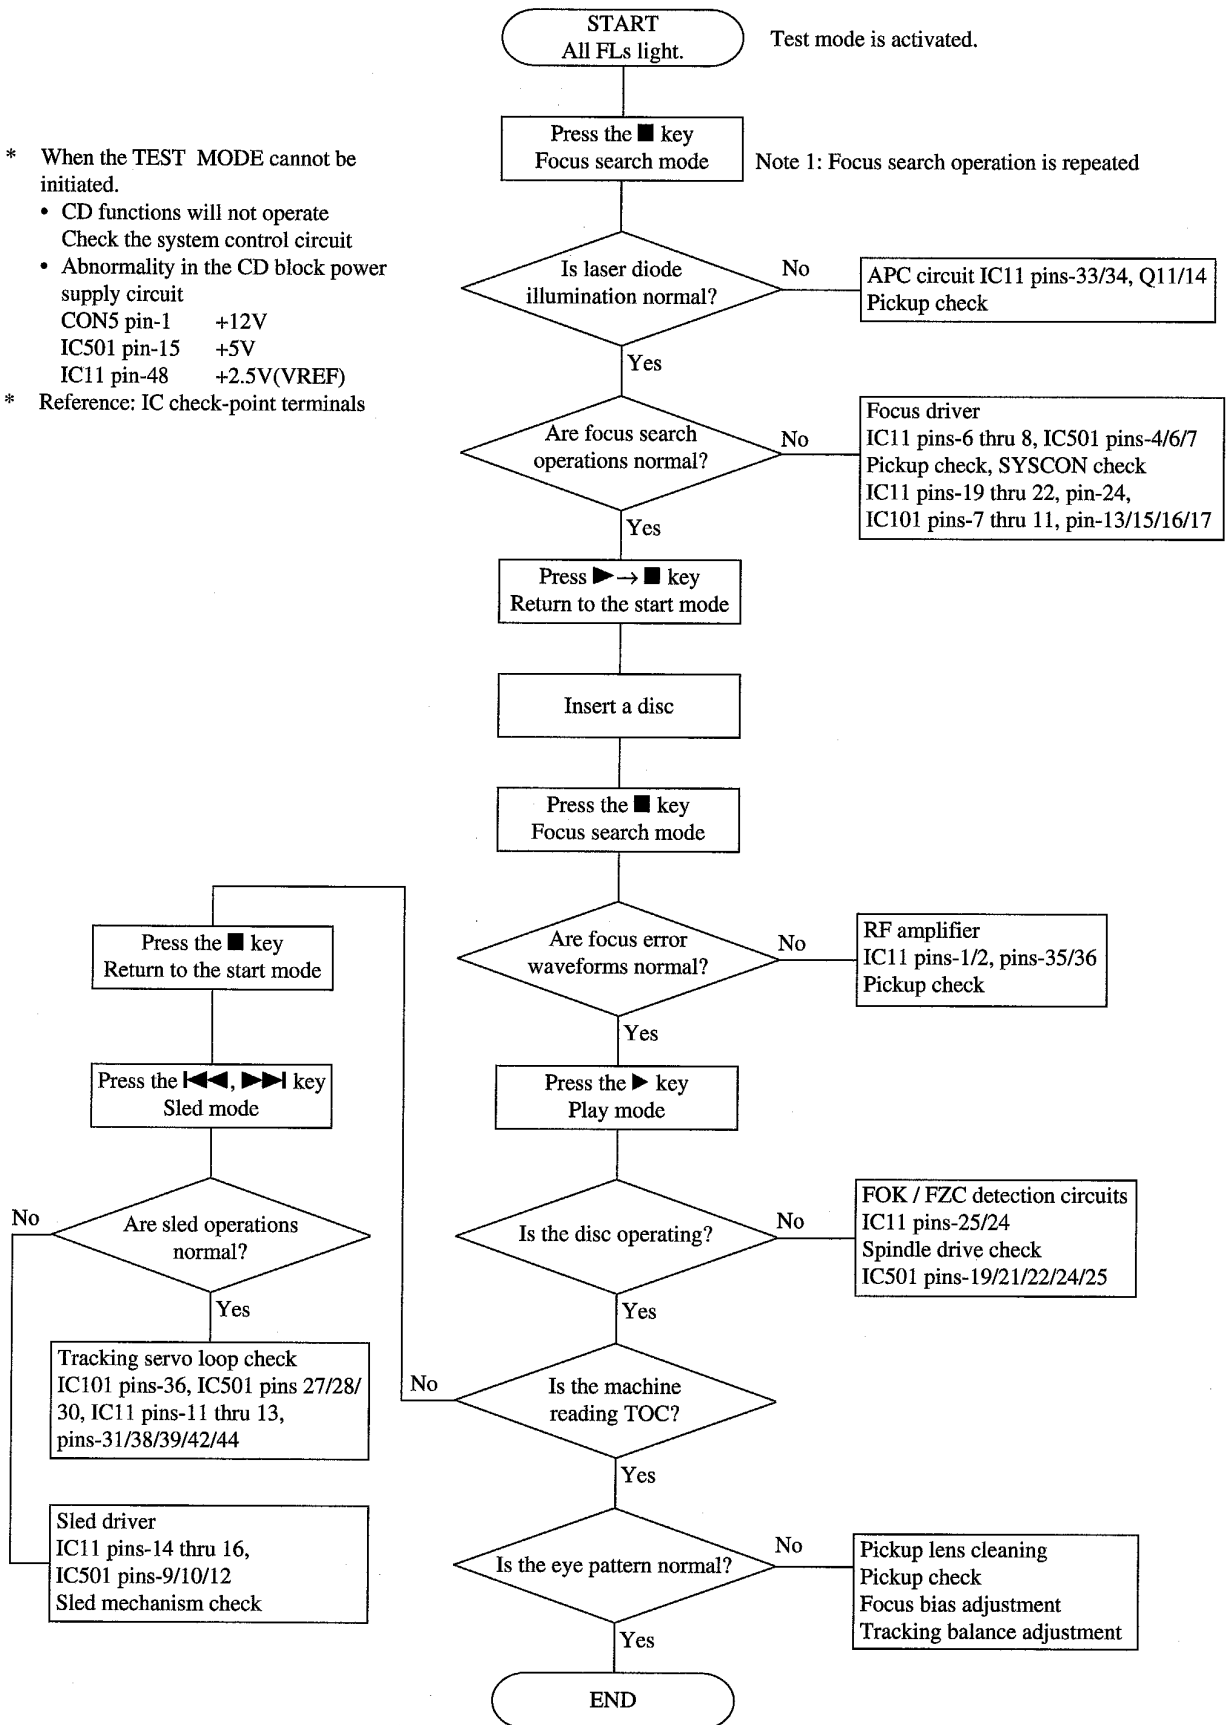 START
All FLs light.
Test mode is activated.
Press the ■ key
Focus search mode
Note 1: Focus search operation is repeated
* When the TEST MODE cannot be
initiated.
• CD functions will not operate
Check the system control circuit
• Abnormality in the CD block power
supply circuit
CON5 pin-1 +12V
IC501 pin-15 +5V
IC11 pin-48 +2.5V(VREF)
* Reference: IC check-point terminals
Is laser diode
illumination normal?
No
APC circuit IC11 pins-33/34, Q11/14
Pickup check
Yes
Are focus search
operations normal?
No
Focus driver
IC11 pins-6 thru 8, IC501 pins-4/6/7
Pickup check, SYSCON check
IC11 pins-19 thru 22, pin-24,
IC101 pins-7 thru 11, pin-13/15/16/17
Yes
Press ▶ → ■ key
Return to the start mode
Insert a disc
Press the ■ key
Focus search mode
Are focus error
waveforms normal?
No
RF amplifier
IC11 pins-1/2, pins-35/36
Pickup check
Yes
Press the ▶ key
Play mode
Is the disc operating?
No
FOK / FZC detection circuits
IC11 pins-25/24
Spindle drive check
IC501 pins-19/21/22/24/25
Yes
Is the machine
reading TOC?
No
Press the ■ key
Return to the start mode
Press the |◀◀, ▶▶| key
Sled mode
Are sled operations
normal?
No
Yes
Tracking servo loop check
IC101 pins-36, IC501 pins 27/28/
30, IC11 pins-11 thru 13,
pins-31/38/39/42/44
Sled driver
IC11 pins-14 thru 16,
IC501 pins-9/10/12
Sled mechanism check
Yes
Is the eye pattern normal?
No
Pickup lens cleaning
Pickup check
Focus bias adjustment
Tracking balance adjustment
Yes
END